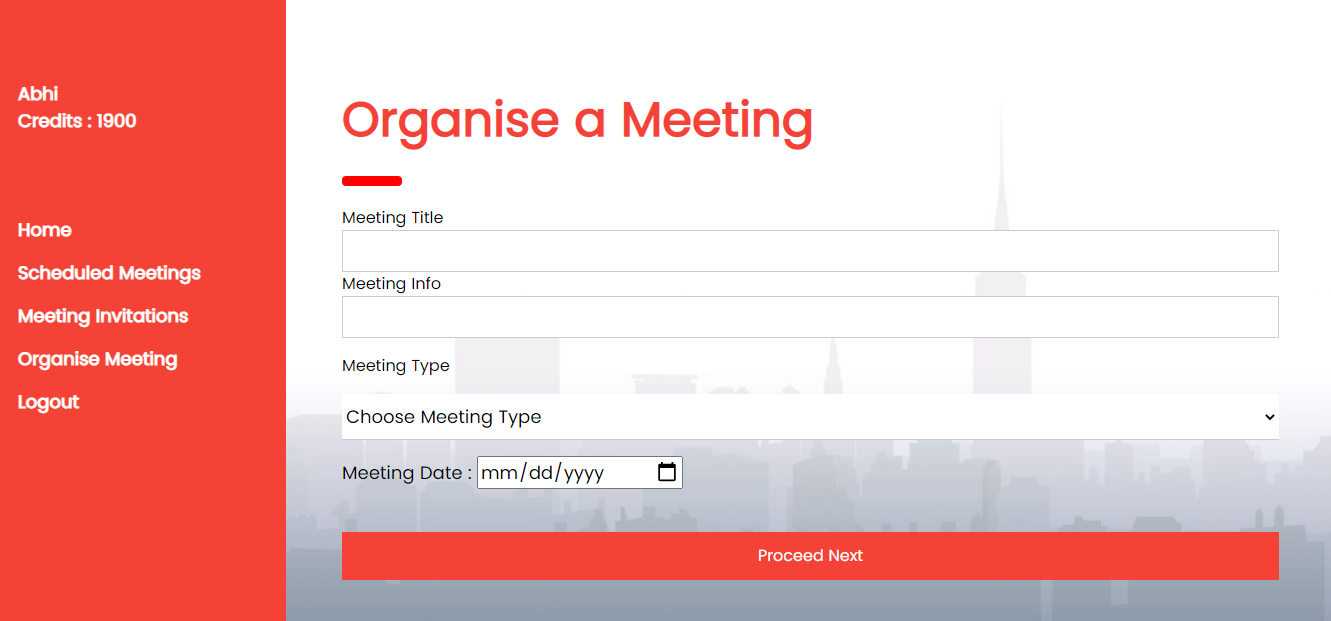 Abhi
Credits : 1900
Home
Scheduled Meetings
Meeting Invitations
Organise Meeting
Logout
Organise a Meeting
Meeting Title
Meeting Info
Meeting Type
Choose Meeting Type
Meeting Date : mm/dd/yyyy
Proceed Next